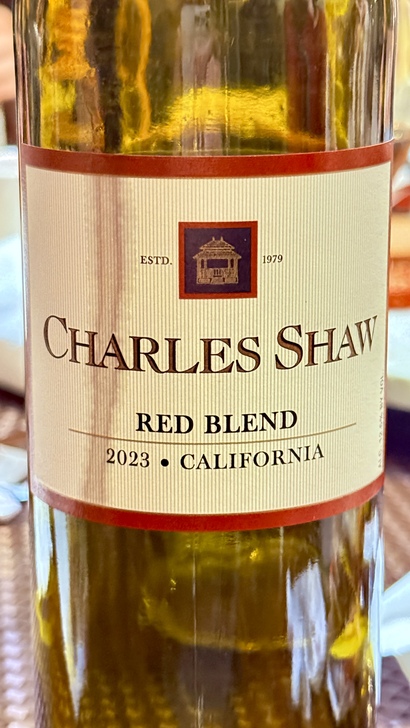 ESTD. 1979
CHARLES SHAW
RED BLEND
2023 • CALIFORNIA